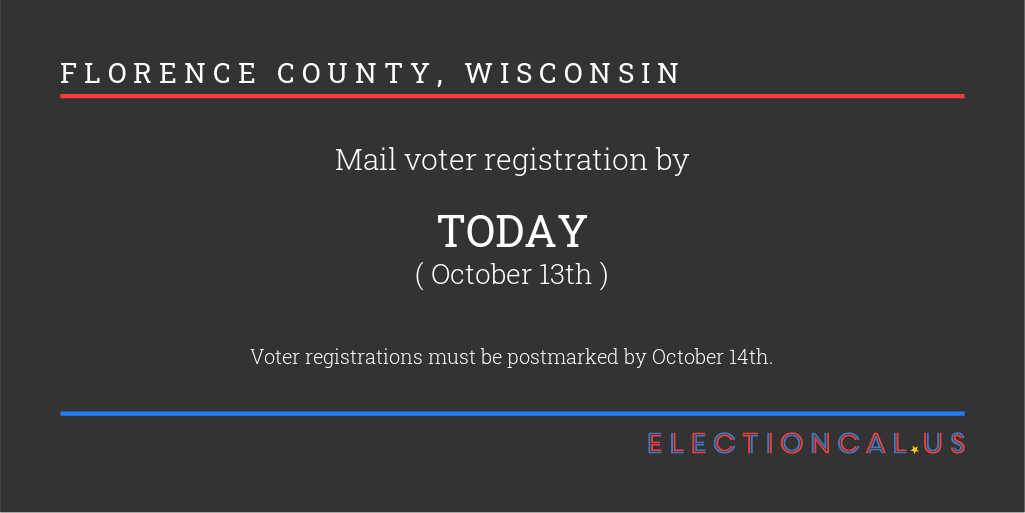 FLORENCE COUNTY, WISCONSIN
Mail voter registration by
TODAY
( October 13th )
Voter registrations must be postmarked by October 14th.
ELECTIONCAL.US